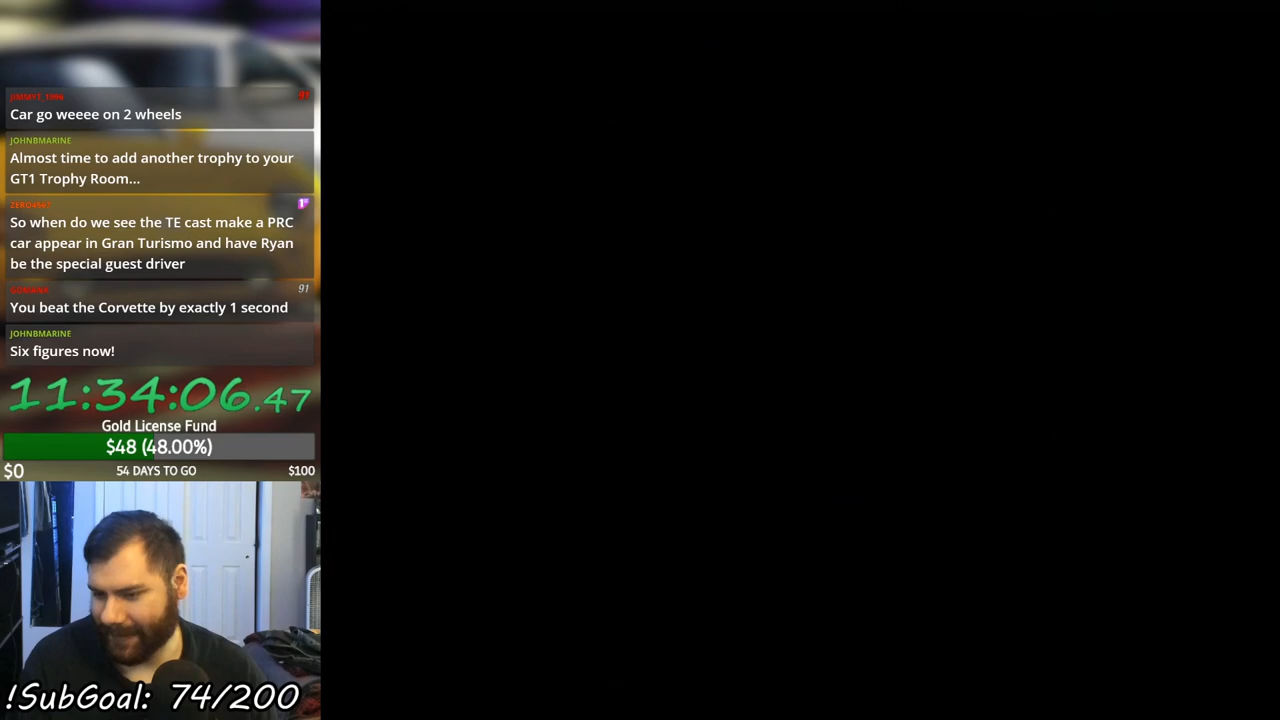 Car go weeee on 2 wheels
JOHNBMARINE
Almost time to add another trophy to your
GT1 Trophy Room...
1st
So when do we see the TE cast make a PRC
car appear in Gran Turismo and have Ryan
be the special guest driver
91
You beat the Corvette by exactly 1 second
JOHNBMARINE
Six figures now!
11:34:06.47
Gold License Fund
$48 (48.00%)
$0 54 DAYS TO GO $100
!SubGoal: 74/200